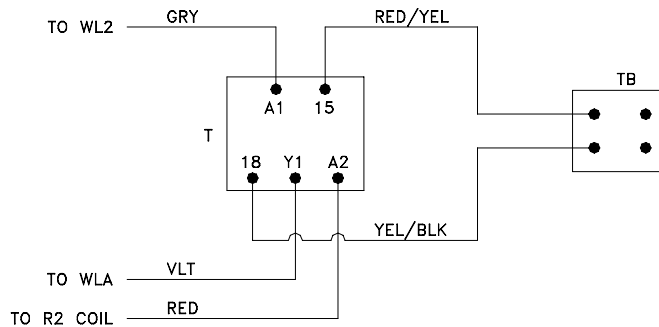 TO WL2 GRY RED/YEL
TB
A1 15
T
18 Y1 A2
YEL/BLK
TO WLA VLT
TO R2 COIL RED